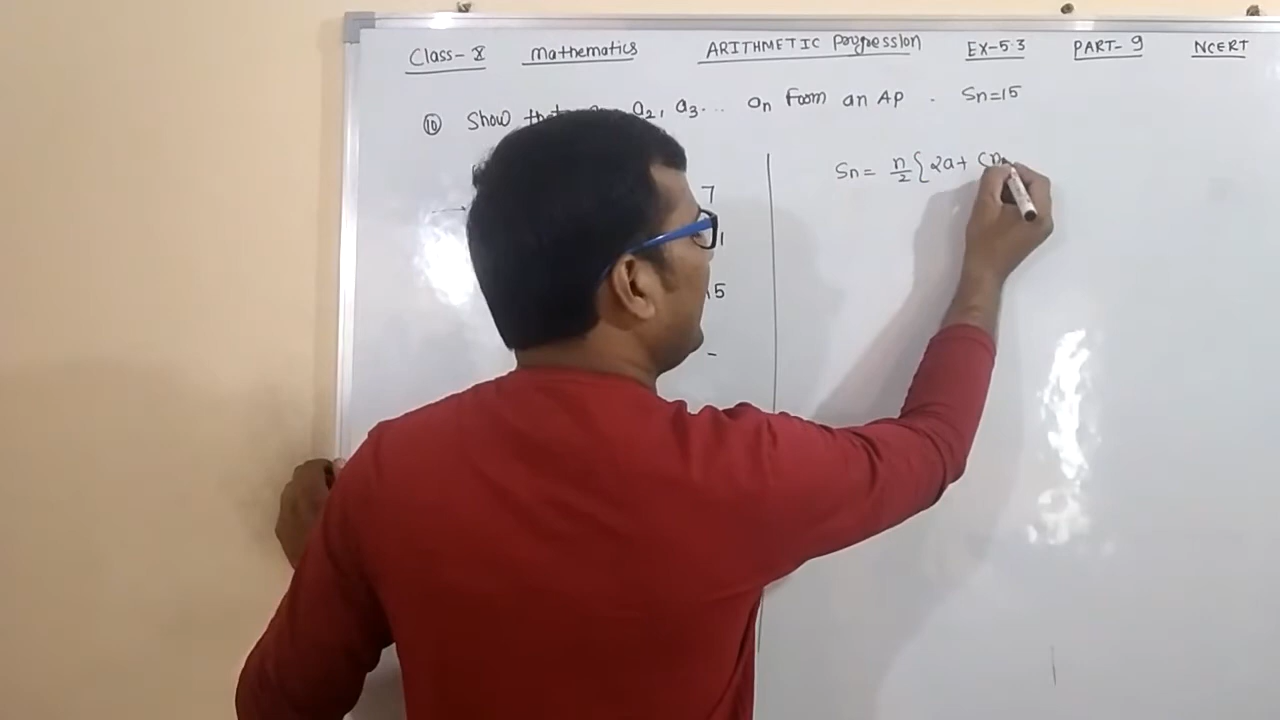 Class- X Mathematics ARITHMETIC Progression EX-5.3 PART- 9 NCERT
⑩ Show a2, a3... an Form an AP . Sn=15
7
Sn= n/2 {2a+ (n
15
-